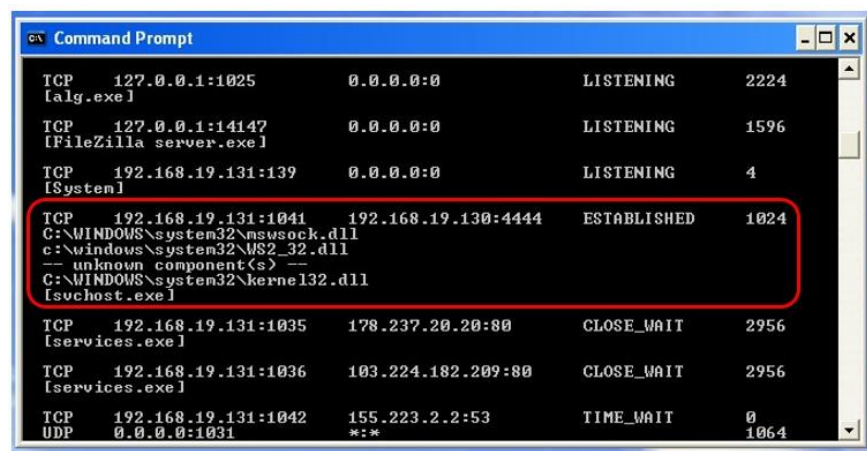 Command Prompt
TCP 127.0.0.1:1025 0.0.0.0:0 LISTENING 2224
[alg.exe]
TCP 127.0.0.1:14147 0.0.0.0:0 LISTENING 1596
[FileZilla server.exe]
TCP 192.168.19.131:139 0.0.0.0:0 LISTENING 4
[System]
TCP 192.168.19.131:1041 192.168.19.130:4444 ESTABLISHED 1024
C:\WINDOWS\system32\mswsock.dll
c:\windows\system32\WS2_32.dll
-- unknown component(s) --
C:\WINDOWS\system32\kernel32.dll
[svchost.exe]
TCP 192.168.19.131:1035 178.237.20.20:80 CLOSE_WAIT 2956
[services.exe]
TCP 192.168.19.131:1036 103.224.182.209:80 CLOSE_WAIT 2956
[services.exe]
TCP 192.168.19.131:1042 155.223.2.2:53 TIME_WAIT 0
UDP 0.0.0.0:1031 *:* 1064